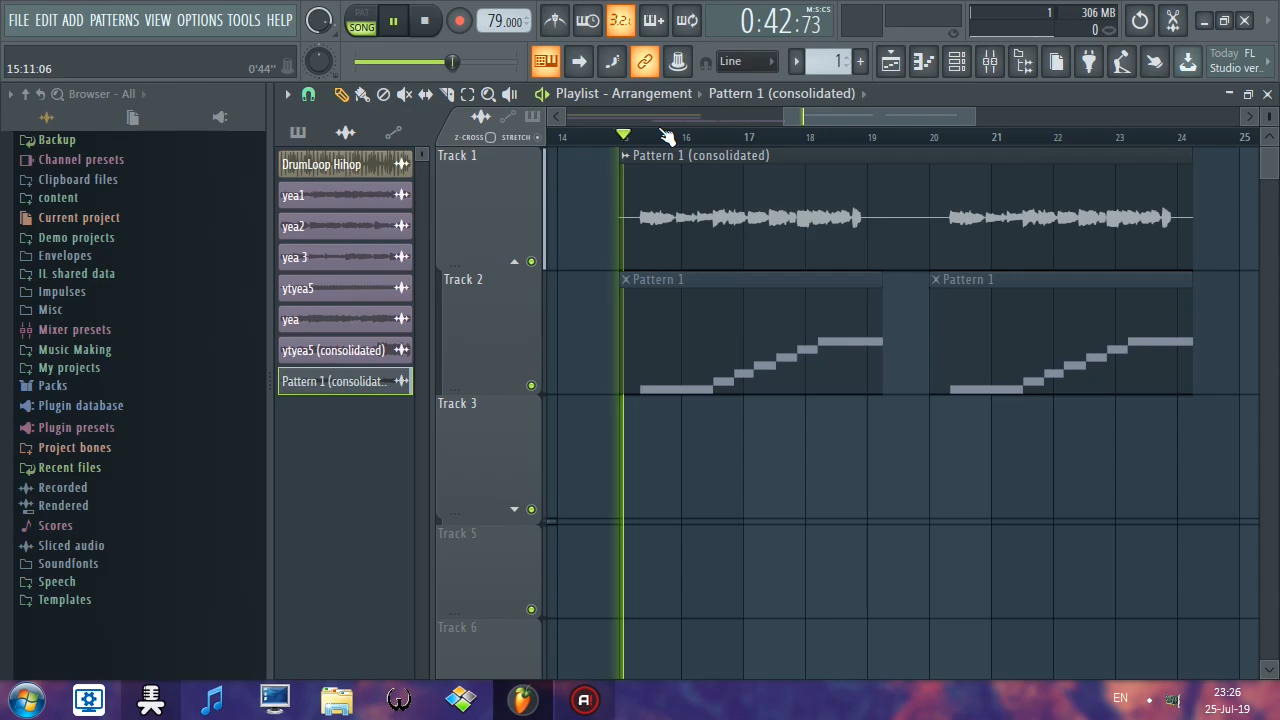 FILE EDIT ADD PATTERNS VIEW OPTIONS TOOLS HELP
PAT
SONG
79.000
3.2.
0:42:73
M:S:CS
1
306 MB
0
15:11:06
0'44"
Line
1
Today FL
Studio ver..
Browser - All
Playlist - Arrangement
Pattern 1 (consolidated)
Z-CROSS
STRETCH
14
15
16
17
18
19
20
21
22
23
24
25
Backup
Channel presets
Clipboard files
content
Current project
Demo projects
Envelopes
IL shared data
Impulses
Misc
Mixer presets
Music Making
My projects
Packs
Plugin database
Plugin presets
Project bones
Recent files
Recorded
Rendered
Scores
Sliced audio
Soundfonts
Speech
Templates
DrumLoop Hihop
yea1
yea2
yea 3
ytyea5
yea
ytyea5 (consolidated)
Pattern 1 (consolidat..
Track 1
Pattern 1 (consolidated)
Track 2
Pattern 1
Pattern 1
Track 3
Track 5
Track 6
EN
23:26
25-Jul-19